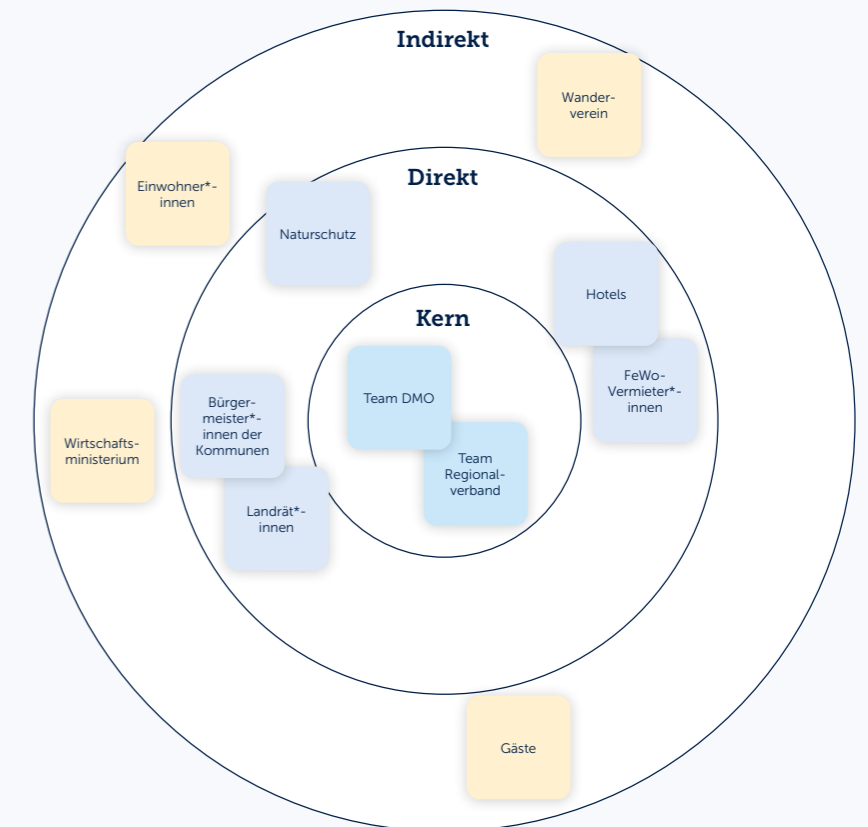 Indirekt
Wander-
verein
Einwohner*-
innen
Direkt
Naturschutz
Hotels
Kern
FeWo-
Vermieter*-
innen
Team DMO
Bürger-
meister*-
innen der
Kommunen
Wirtschafts-
ministerium
Team
Regional-
verband
Landrät*-
innen
Gäste